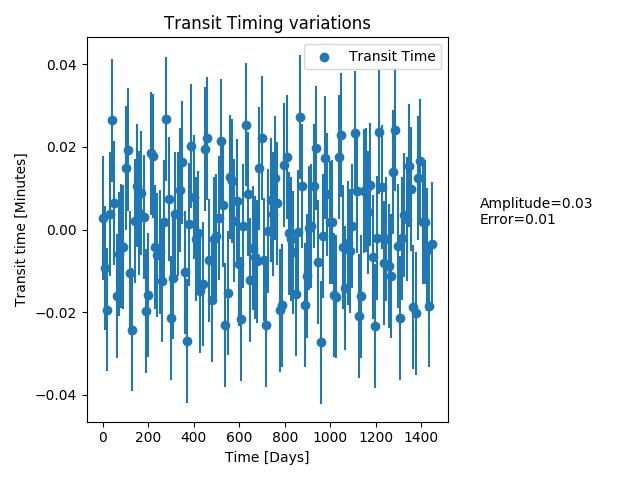 Transit Timing variations
Transit Time
0.04
0.02
0.00
−0.02
−0.04
Transit time [Minutes]
0 200 400 600 800 1000 1200 1400
Time [Days]
Amplitude=0.03
Error=0.01